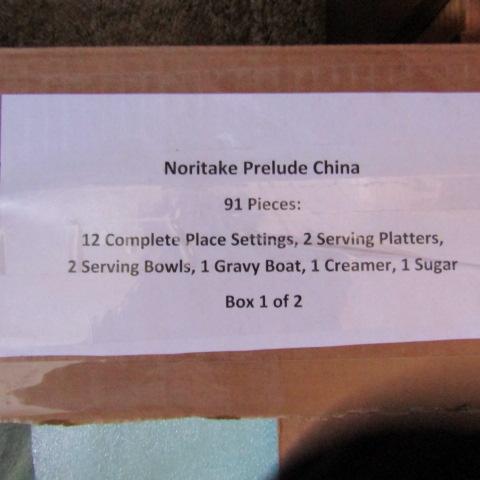 Noritake Prelude China
91 Pieces:
12 Complete Place Settings, 2 Serving Platters,
2 Serving Bowls, 1 Gravy Boat, 1 Creamer, 1 Sugar
Box 1 of 2